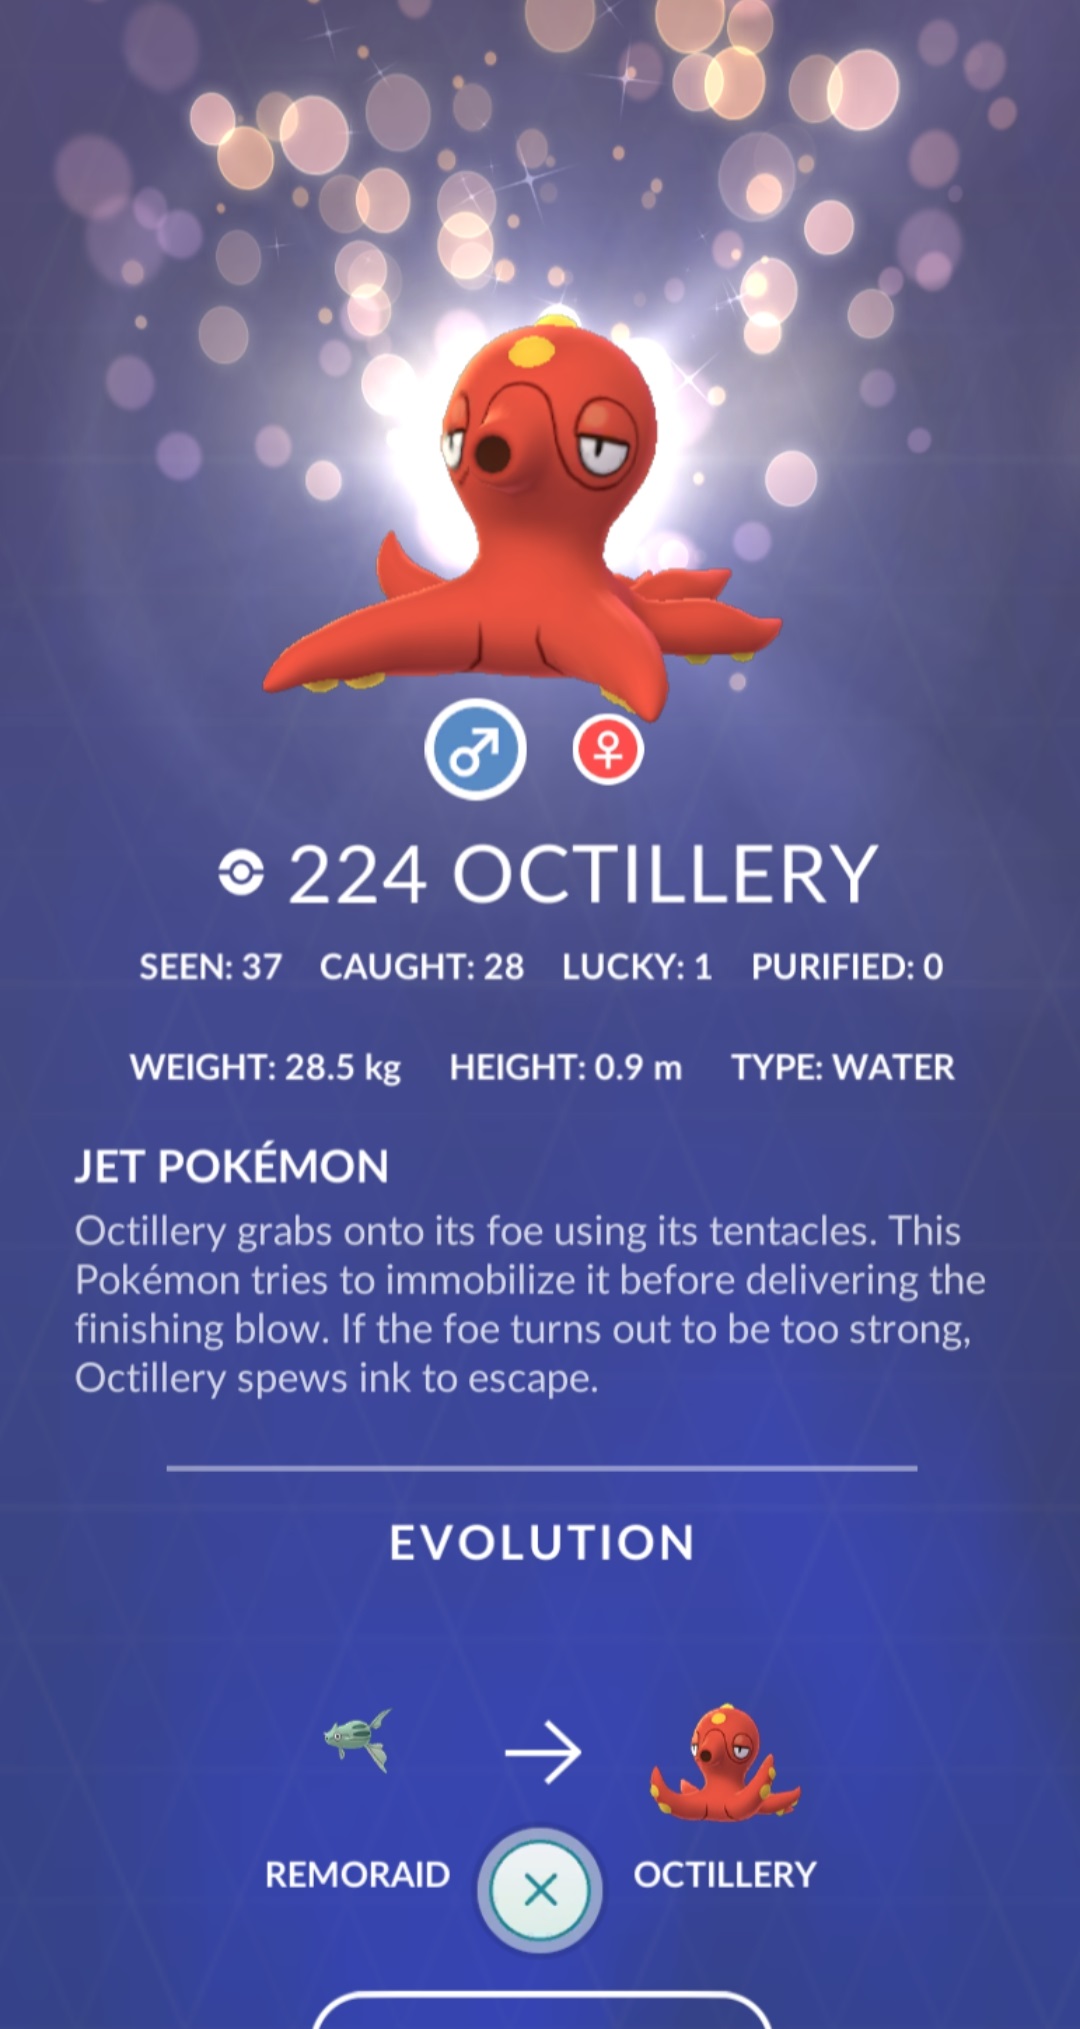 224 OCTILLERY
SEEN: 37 CAUGHT: 28 LUCKY: 1 PURIFIED: 0
WEIGHT: 28.5 kg HEIGHT: 0.9 m TYPE: WATER
JET POKÉMON
Octillery grabs onto its foe using its tentacles. This
Pokémon tries to immobilize it before delivering the
finishing blow. If the foe turns out to be too strong,
Octillery spews ink to escape.
EVOLUTION
REMORAID OCTILLERY